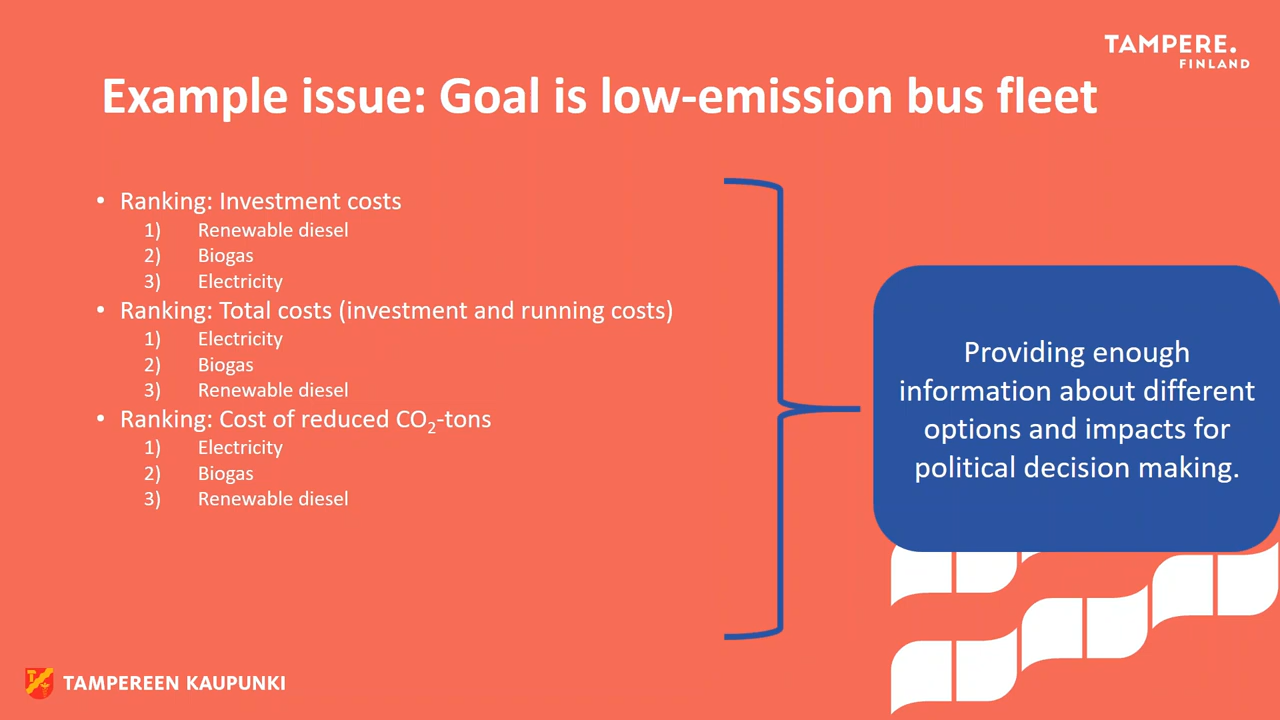 TAMPERE.
FINLAND
Example issue: Goal is low-emission bus fleet
• Ranking: Investment costs
1) Renewable diesel
2) Biogas
3) Electricity
• Ranking: Total costs (investment and running costs)
1) Electricity
2) Biogas
3) Renewable diesel
• Ranking: Cost of reduced CO₂-tons
1) Electricity
2) Biogas
3) Renewable diesel
Providing enough
information about different
options and impacts for
political decision making.
TAMPEREEN KAUPUNKI